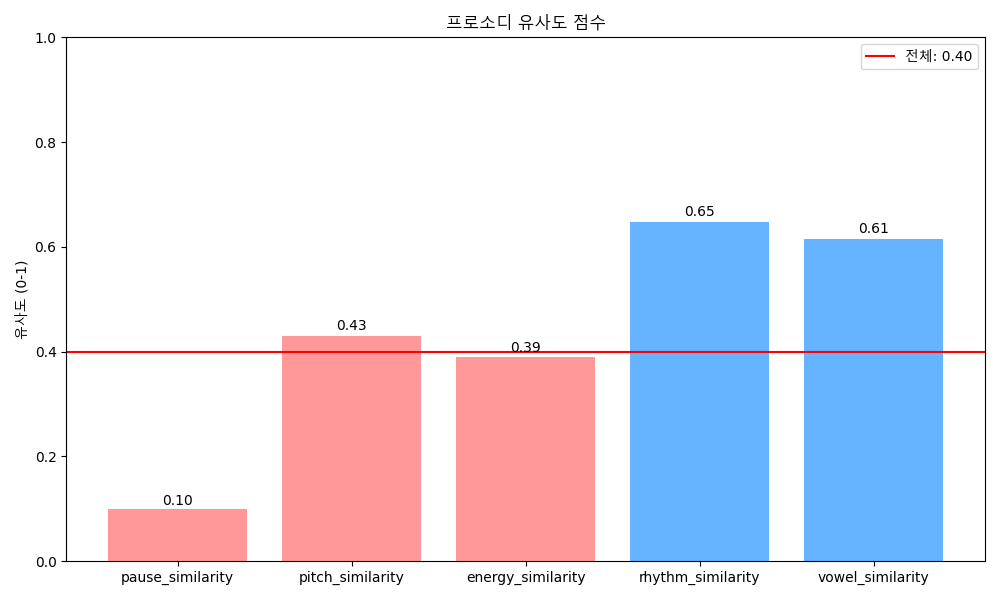 프로소디 유사도 점수
전체: 0.40
유사도 (0-1)
1.0
0.8
0.6
0.4
0.2
0.0
0.10
0.43
0.39
0.65
0.61
pause_similarity
pitch_similarity
energy_similarity
rhythm_similarity
vowel_similarity